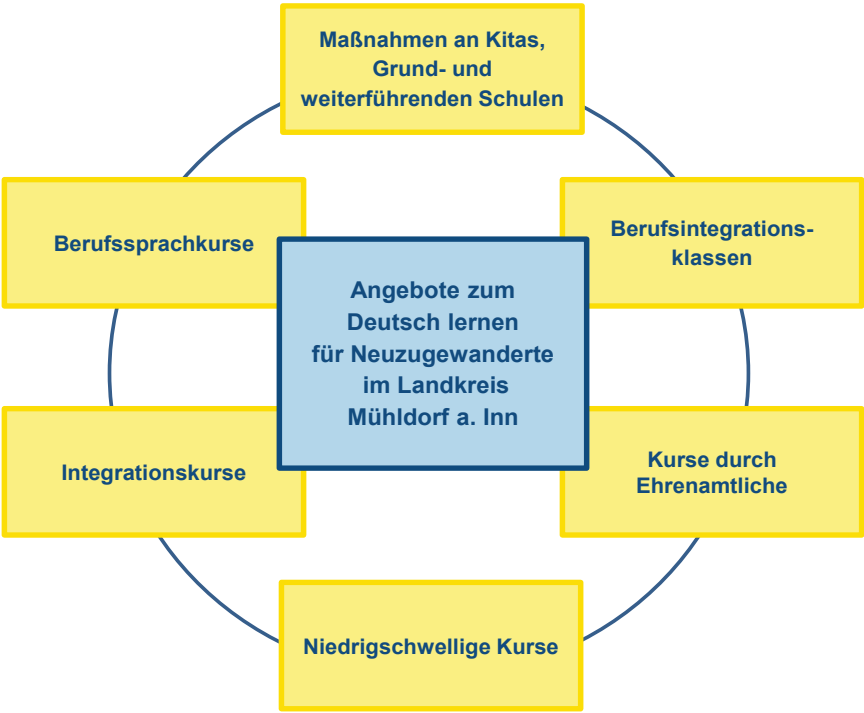 Maßnahmen an Kitas,
Grund- und
weiterführenden Schulen
Berufssprachkurse
Berufsintegrations-
klassen
Angebote zum
Deutsch lernen
für Neuzugewanderte
im Landkreis
Mühldorf a. Inn
Integrationskurse
Kurse durch
Ehrenamtliche
Niedrigschwellige Kurse